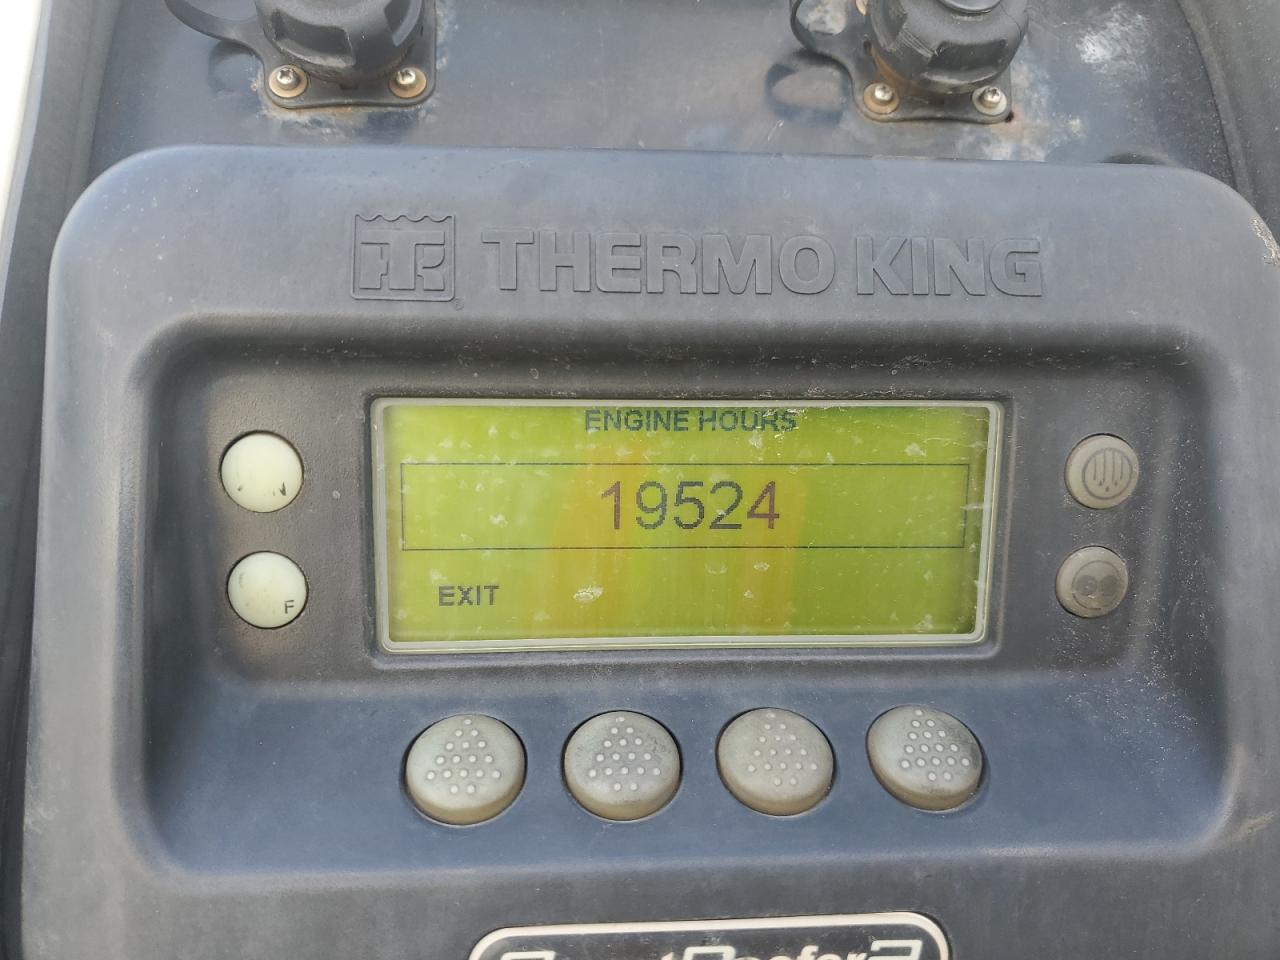 THERMO KING
ENGINE HOURS
19524
EXIT
F